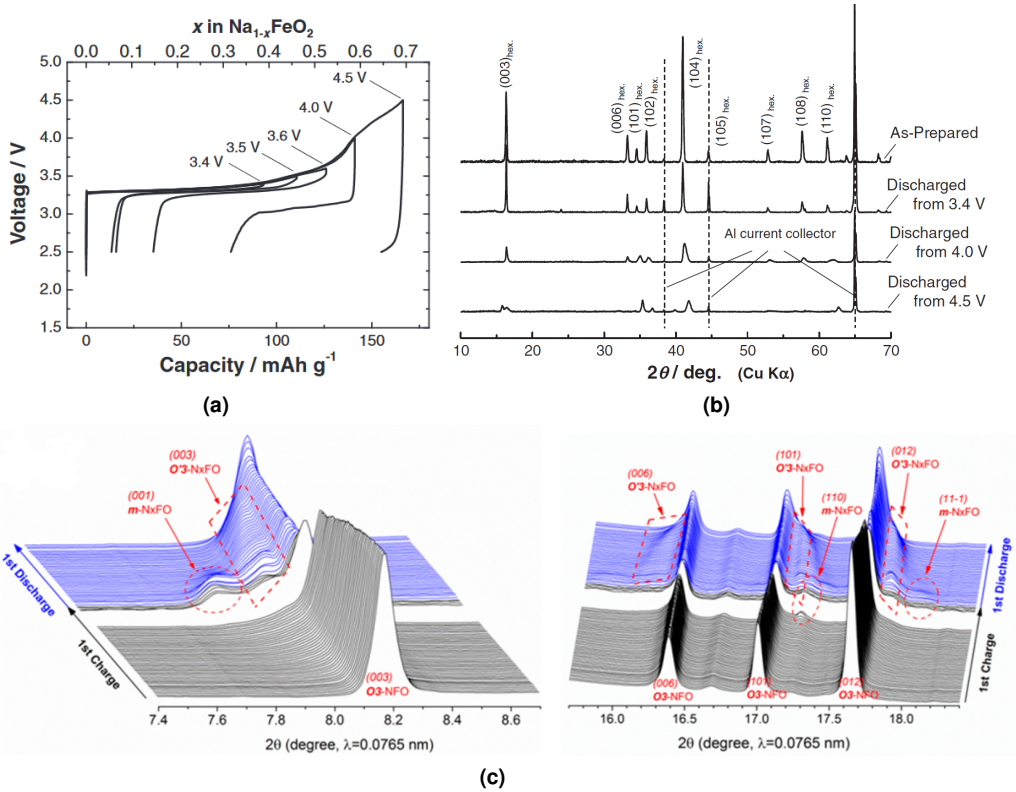 x in Na1-xFeO2
0.0 0.1 0.2 0.3 0.4 0.5 0.6 0.7
5.0
4.5
4.0
3.5
3.0
2.5
2.0
1.5
Voltage / V
4.5 V
4.0 V
3.6 V
3.5 V
3.4 V
0 50 100 150
Capacity / mAh g-1
(a)
(003)hex.
(006) hex.
(101) hex.
(102) hex.
(104) hex.
(105) hex.
(107) hex.
(108) hex.
(110) hex.
As-Prepared
Discharged
from 3.4 V
Al current collector
Discharged
from 4.0 V
Discharged
from 4.5 V
10 20 30 40 50 60 70
2θ / deg. (Cu Kα)
(b)
(003)
O'3-NxFO
(001)
m-NxFO
1st Discharge
1st Charge
(003)
O3-NFO
7.4 7.6 7.8 8.0 8.2 8.4 8.6
2θ (degree, λ=0.0765 nm)
(006)
O'3-NxFO
(101)
O'3-NxFO
(012)
O'3-NxFO
(110)
m-NxFO
(11-1)
m-NxFO
1st Discharge
1st Charge
(006)
O3-NFO
(101)
O3-NFO
(012)
O3-NFO
16.0 16.5 17.0 17.5 18.0
2θ (degree, λ=0.0765 nm)
(c)